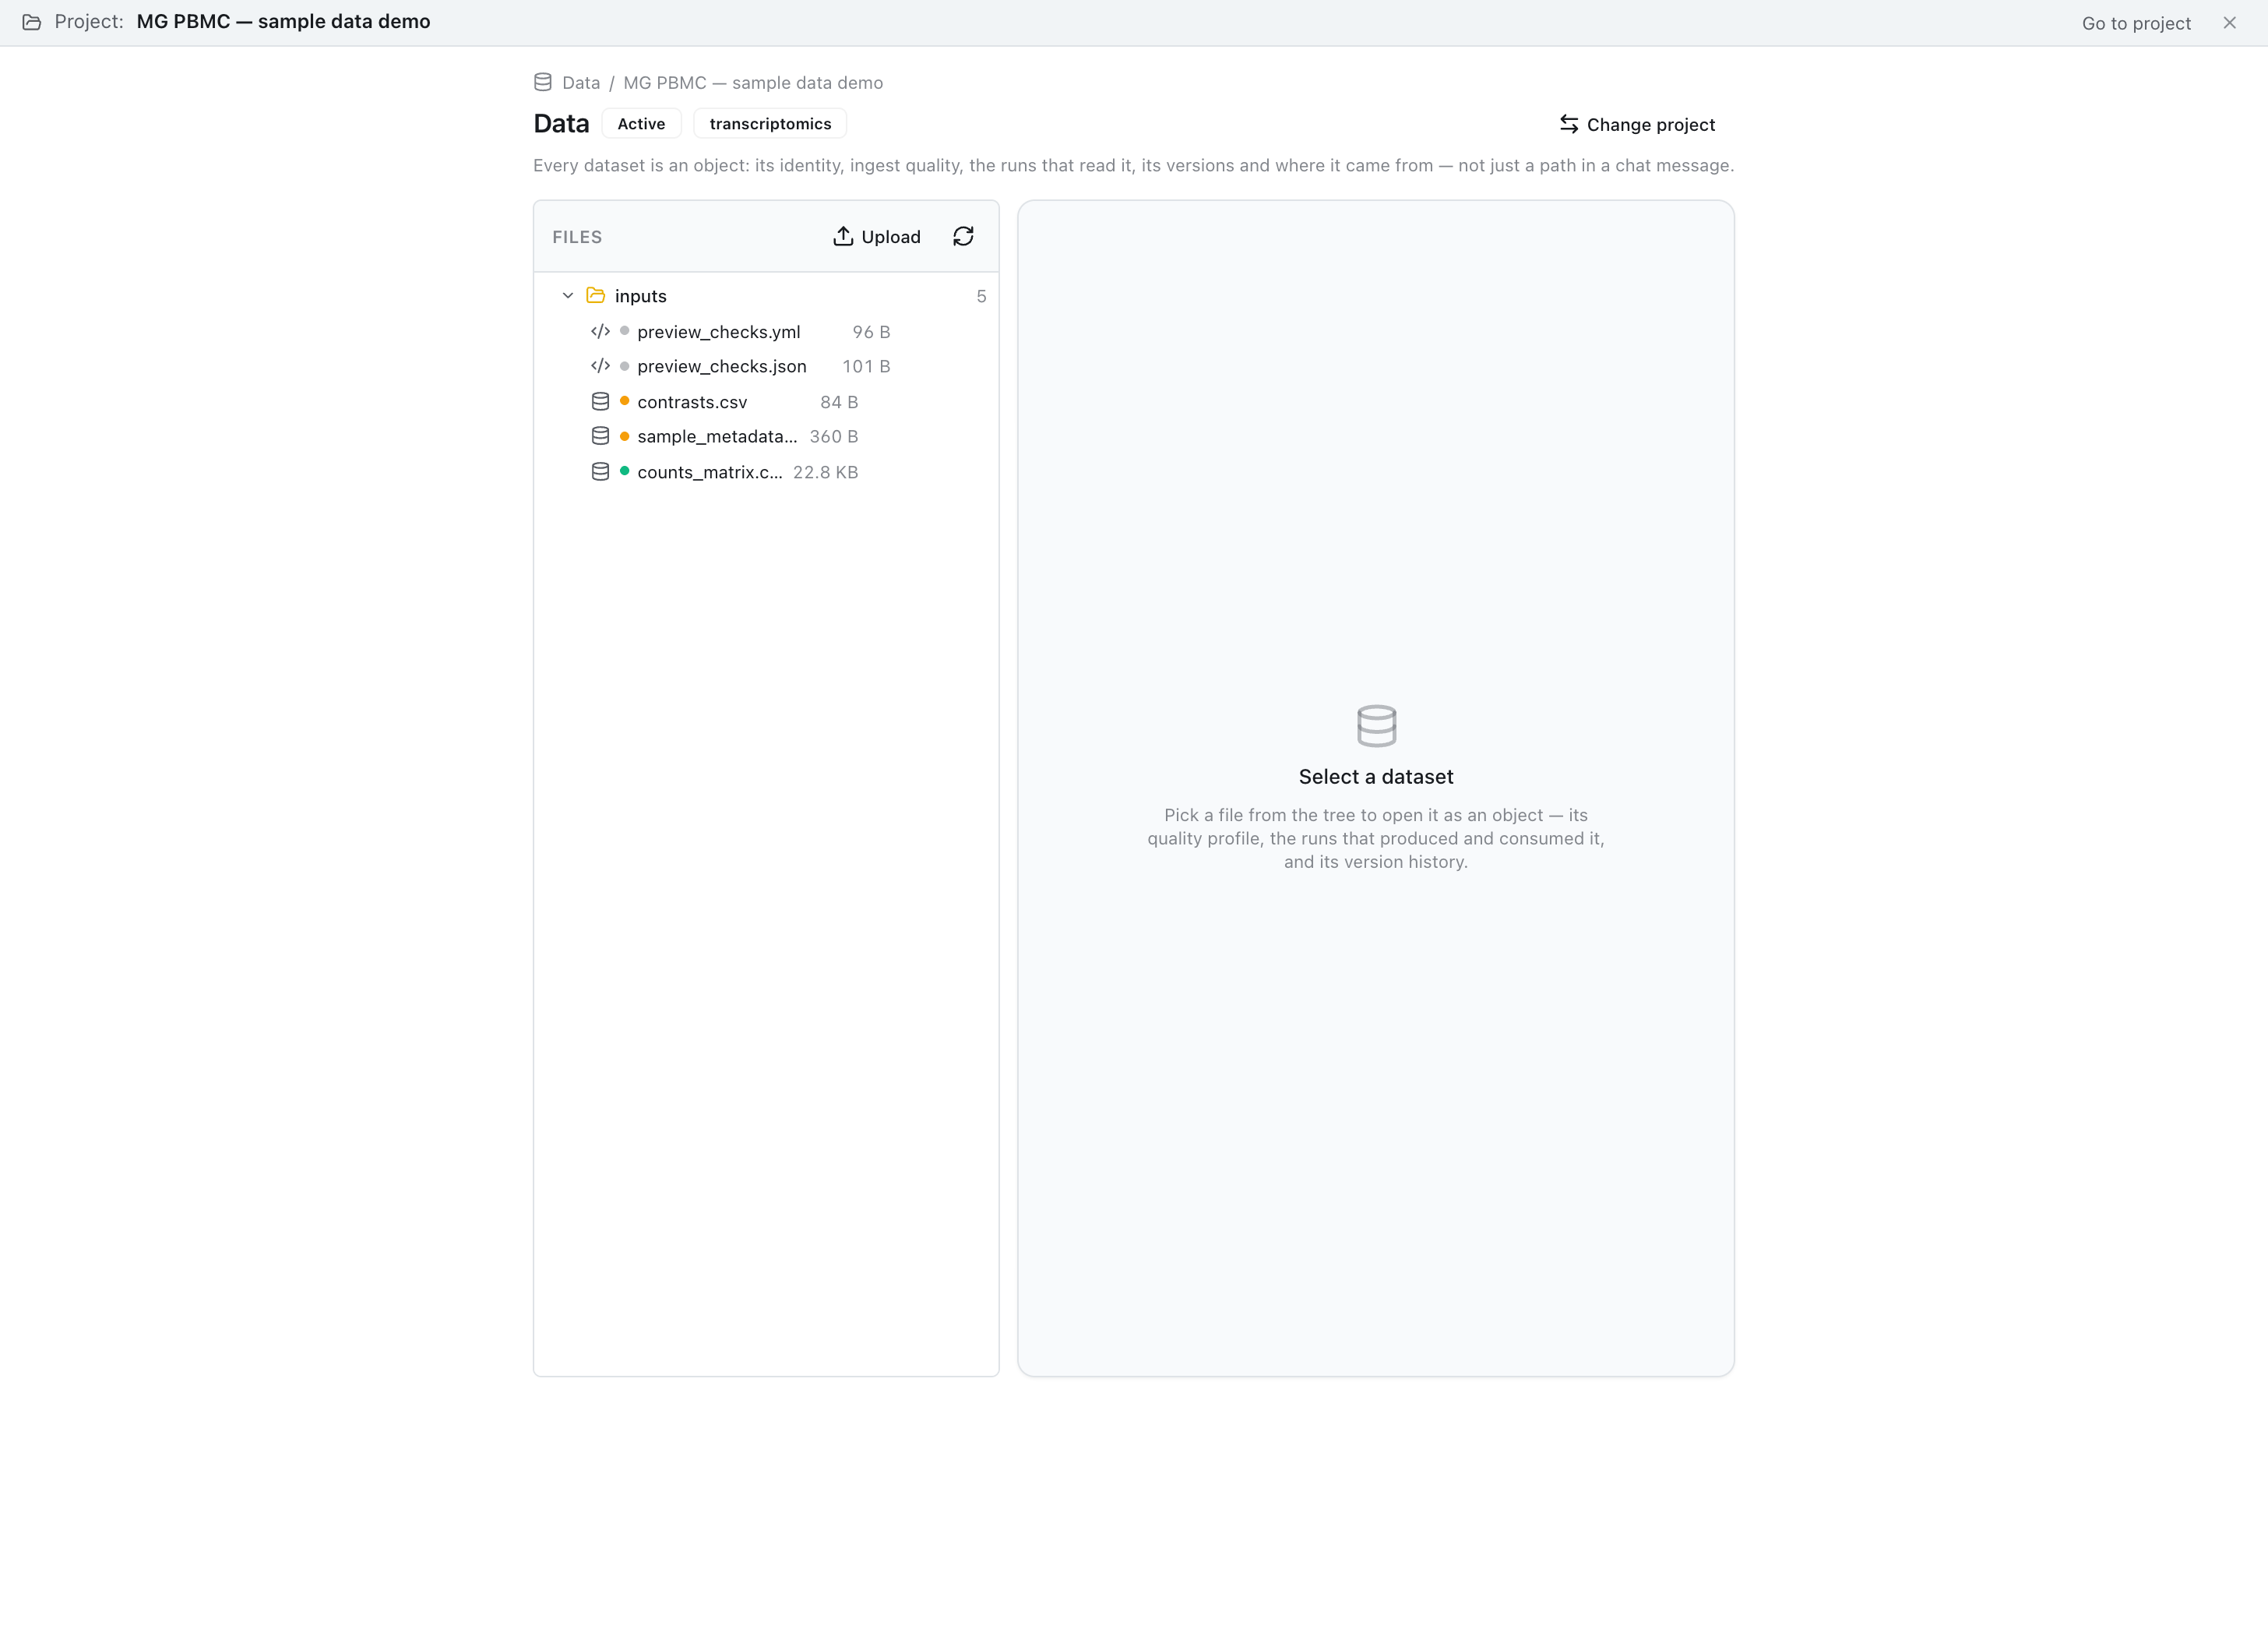 Project: MG PBMC — sample data demo
Go to project
Data / MG PBMC — sample data demo
Data
Active
transcriptomics
Change project
Every dataset is an object: its identity, ingest quality, the runs that read it, its versions and where it came from — not just a path in a chat message.
FILES
Upload
inputs 5
preview_checks.yml 96 B
preview_checks.json 101 B
contrasts.csv 84 B
sample_metadata... 360 B
counts_matrix.c... 22.8 KB
Select a dataset
Pick a file from the tree to open it as an object — its
quality profile, the runs that produced and consumed it,
and its version history.